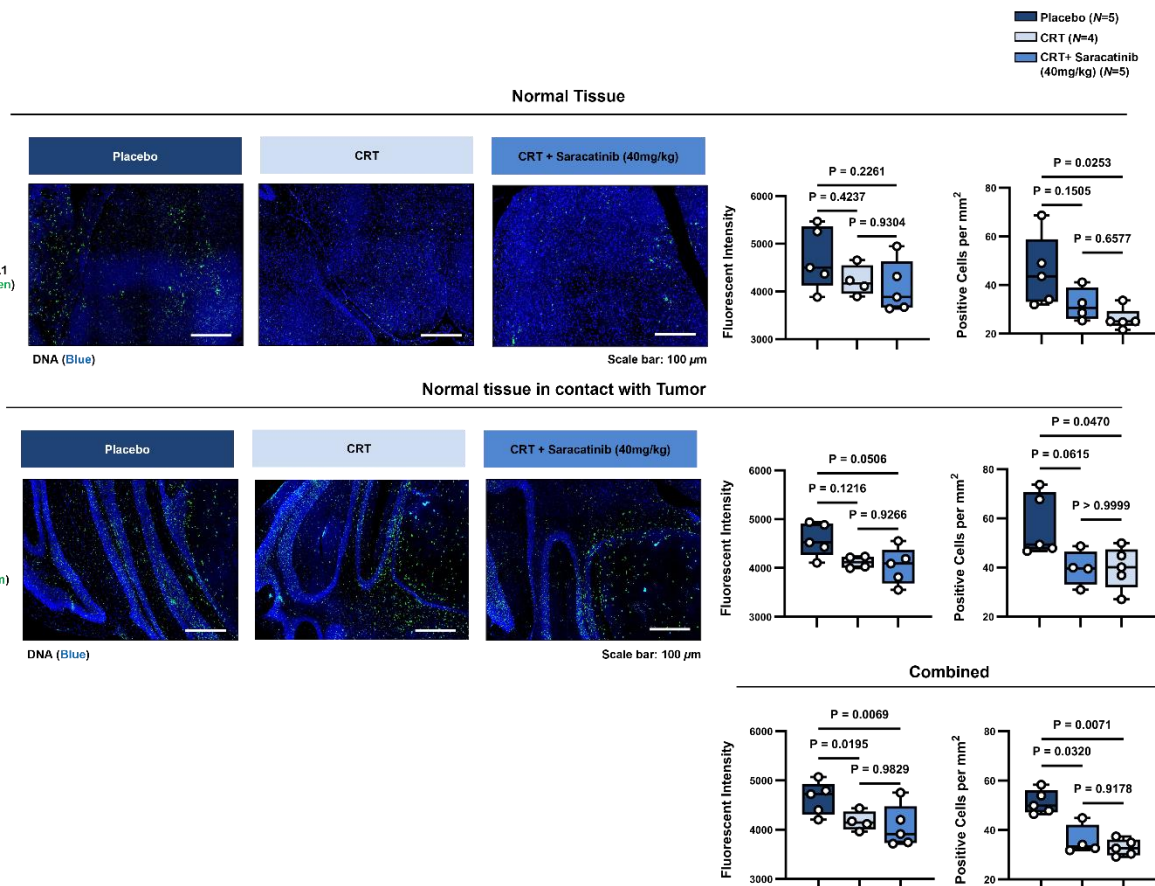 Placebo (N=5)
CRT (N=4)
CRT+ Saracatinib
(40mg/kg) (N=5)
Normal Tissue
Placebo
CRT
CRT + Saracatinib (40mg/kg)
DNA (Blue)
Scale bar: 100 µm
Fluorescent Intensity
6000
5000
4000
3000
P = 0.2261
P = 0.4237
P = 0.9304
Positive Cells per mm²
80
60
40
20
P = 0.0253
P = 0.1505
P = 0.6577
Normal tissue in contact with Tumor
Placebo
CRT
CRT + Saracatinib (40mg/kg)
DNA (Blue)
Scale bar: 100 µm
Fluorescent Intensity
6000
5000
4000
3000
P = 0.0506
P = 0.1216
P = 0.9266
Positive Cells per mm²
80
60
40
20
P = 0.0470
P = 0.0615
P > 0.9999
Combined
Fluorescent Intensity
6000
5000
4000
3000
P = 0.0069
P = 0.0195
P = 0.9829
Positive Cells per mm²
80
60
40
20
P = 0.0071
P = 0.0320
P = 0.9178